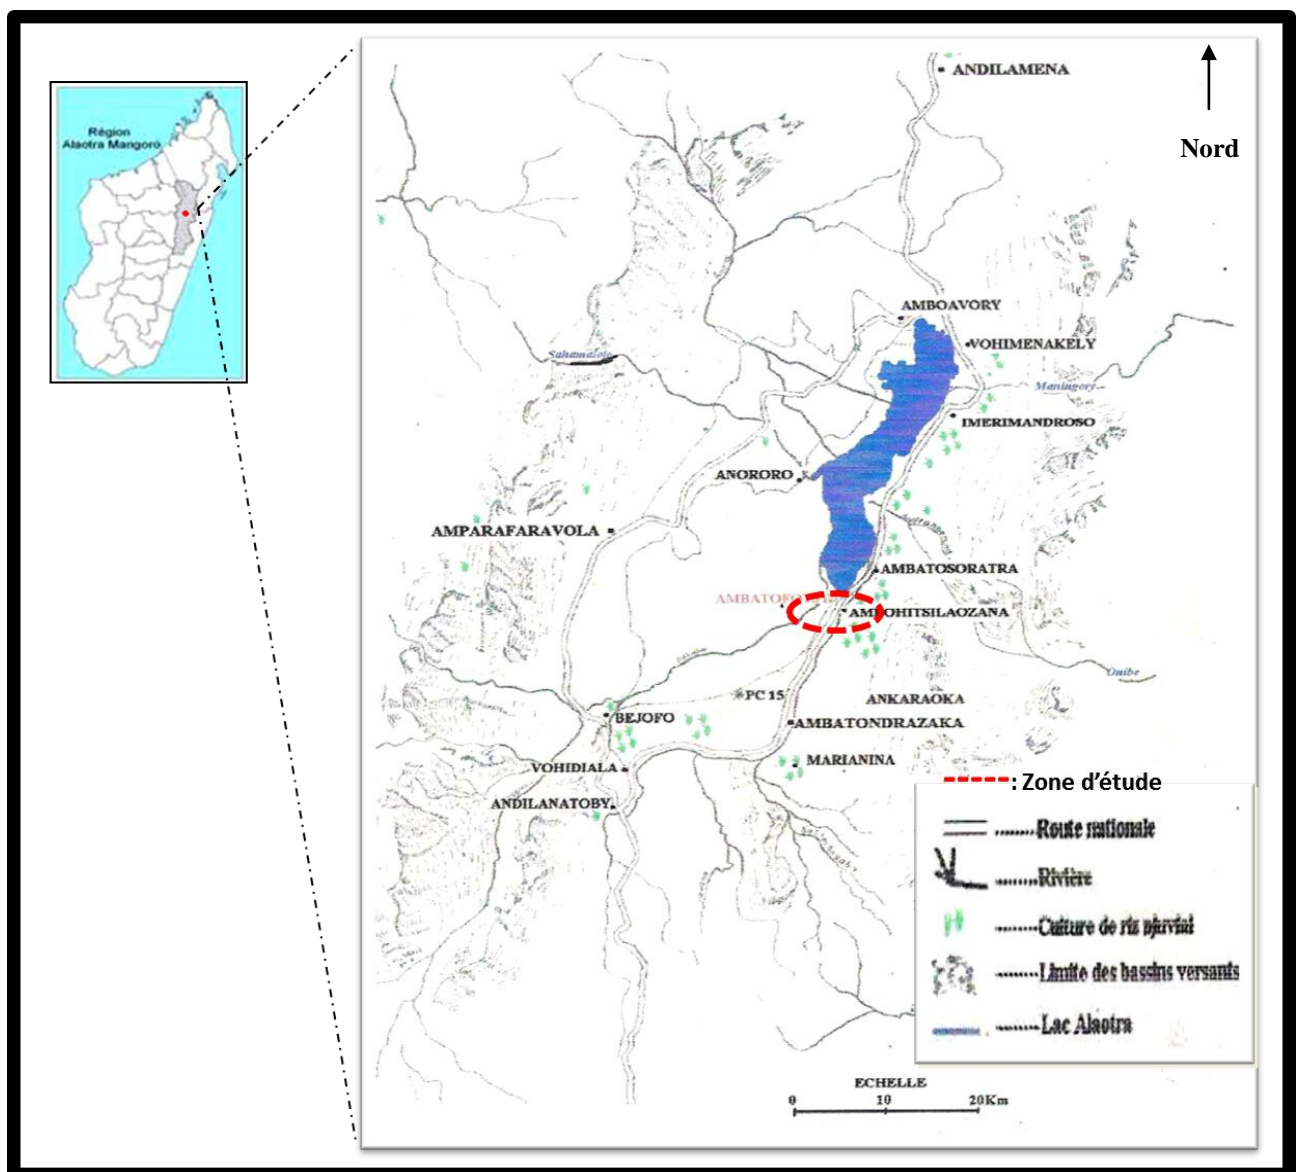 Région
Alaotra Mangoro
Nord
ANDILAMENA
AMBOAVORY
VOHIMENAKELY
Sahamaloto
Maningory
IMERIMANDROSO
ANORORO
AMPARAFARAVOLA
AMBATOSORATRA
AMBOHITSILAOZANA
Onibe
PC 15
ANKARAOKA
BEJOFO
AMBATONDRAZAKA
VOHIDIALA
MARIANINA
ANDILANATOBY
: Zone d'étude
Route nationale
Rivière
Culture de riz pluvial
Limite des bassins versants
Lac Alaotra
ECHELLE
0 10 20Km